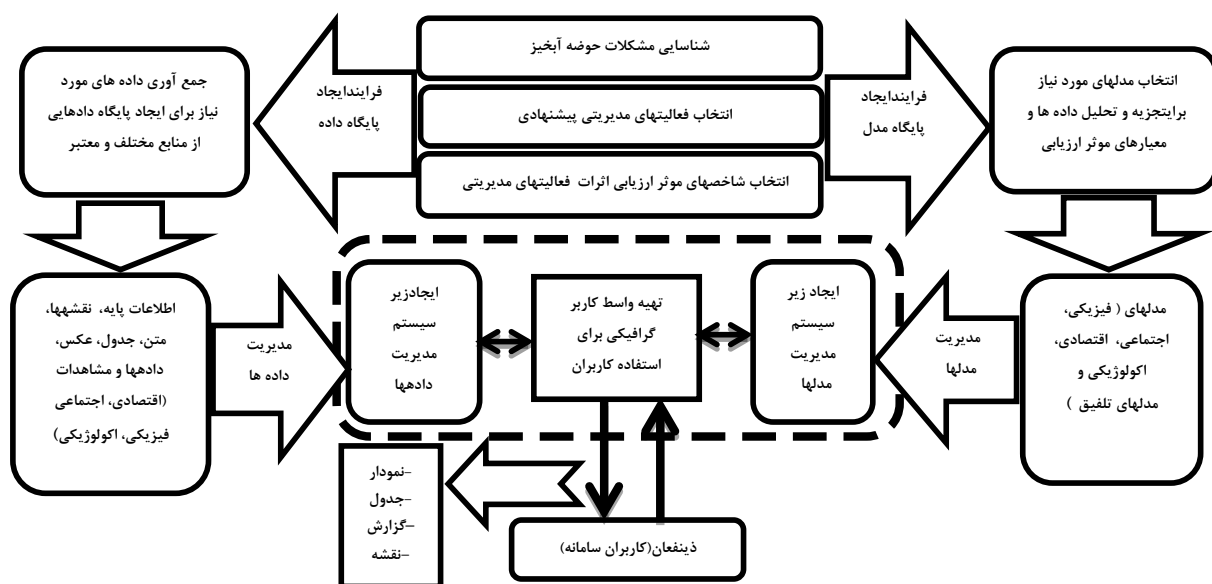 شناسایی مشکلات حوضه آبخیز
انتخاب فعالیتهای مدیریتی پیشنهادی
انتخاب شاخصهای موثر ارزیابی اثرات فعالیتهای مدیریتی
فرایندایجاد
پایگاه مدل
انتخاب مدلهای مورد نیاز
برایتجزیه و تحلیل داده ها و
معیارهای موثر ارزیابی
فرایندایجاد
پایگاه داده
جمع آوری داده های مورد
نیاز برای ایجاد پایگاه دادهایی
از منابع مختلف و معتبر
مدلهای ( فیزیکی،
اجتماعی، اقتصادی،
اکولوژیکی و
مدلهای تلفیق )
مدیریت
مدلها
ایجاد زیر
سیستم
مدیریت
مدلها
تهیه واسط کاربر
گرافیکی برای
استفاده کاربران
ایجادزیر
سیستم
مدیریت
دادهها
مدیریت
داده ها
اطلاعات پایه، نقشهها،
متن، جدول، عکس،
دادهها و مشاهدات
(اقتصادی، اجتماعی
فیزیکی، اکولوژیکی)
-نمودار
-جدول
-گزارش
-نقشه
ذینفعان(کاربران سامانه)